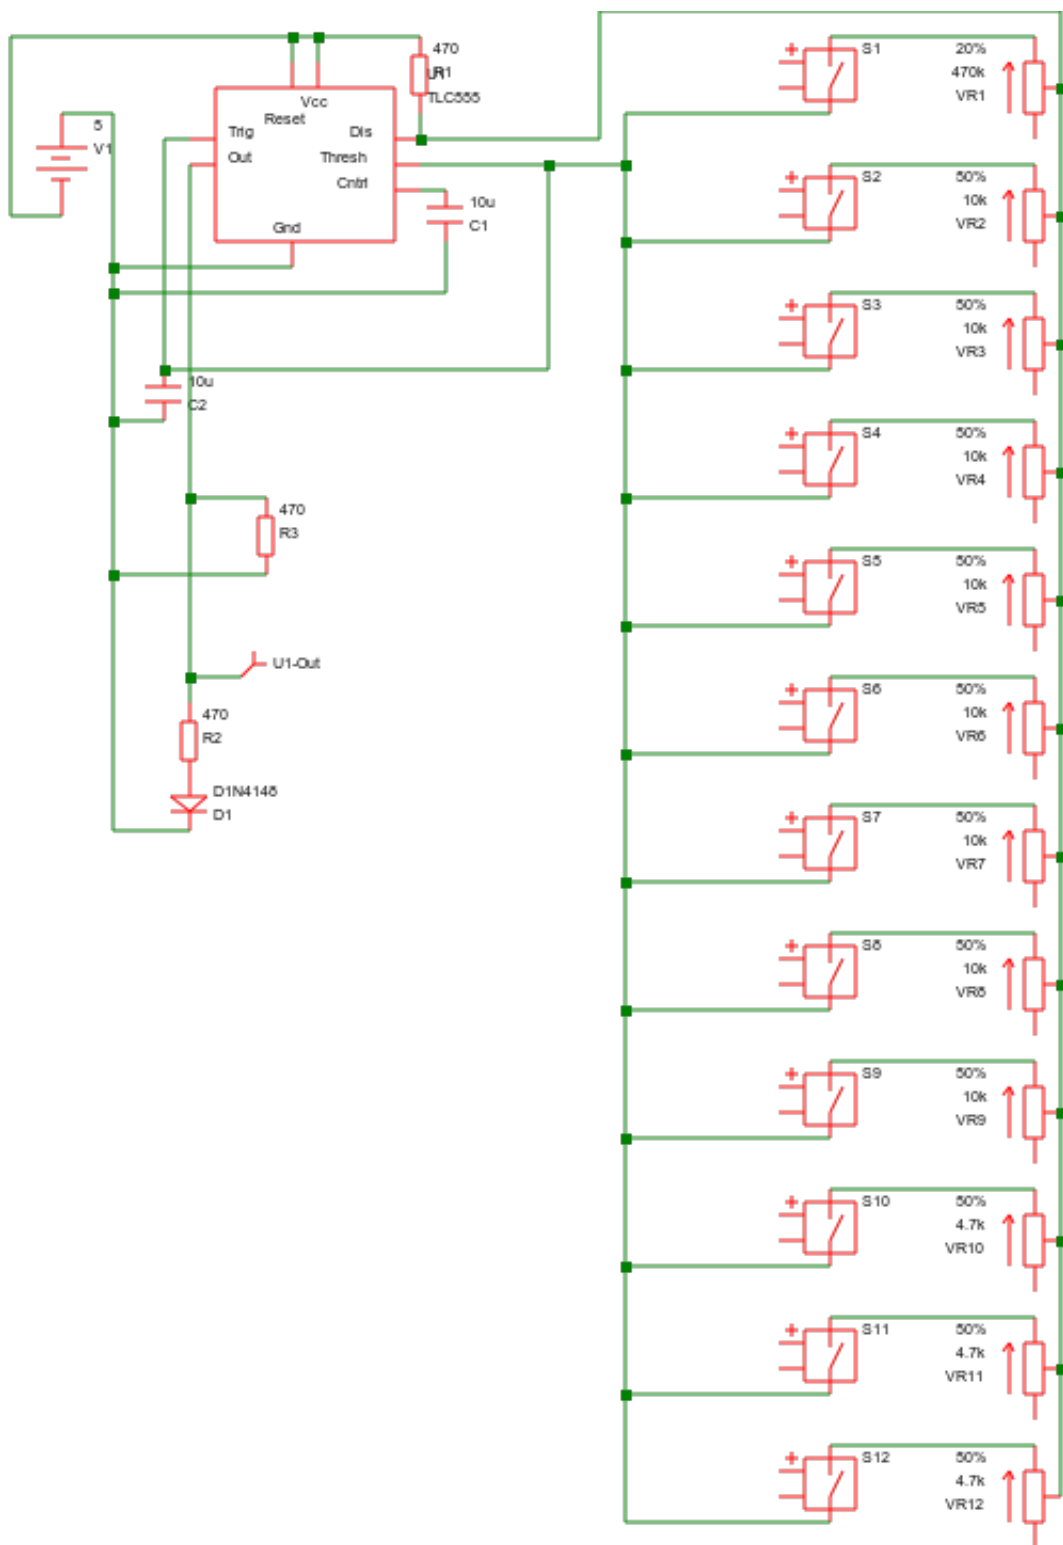 5
V1
Vcc
Reset
Trig
Out
Dis
Thresh
Cntrl
Gnd
470
R1
U1
TLC555
10u
C1
10u
C2
470
R3
U1-Out
470
R2
D1N4148
D1
S1
20%
470k
VR1
S2
50%
10k
VR2
S3
50%
10k
VR3
S4
50%
10k
VR4
S5
50%
10k
VR5
S6
50%
10k
VR6
S7
50%
10k
VR7
S8
50%
10k
VR8
S9
50%
10k
VR9
S10
50%
4.7k
VR10
S11
50%
4.7k
VR11
S12
50%
4.7k
VR12